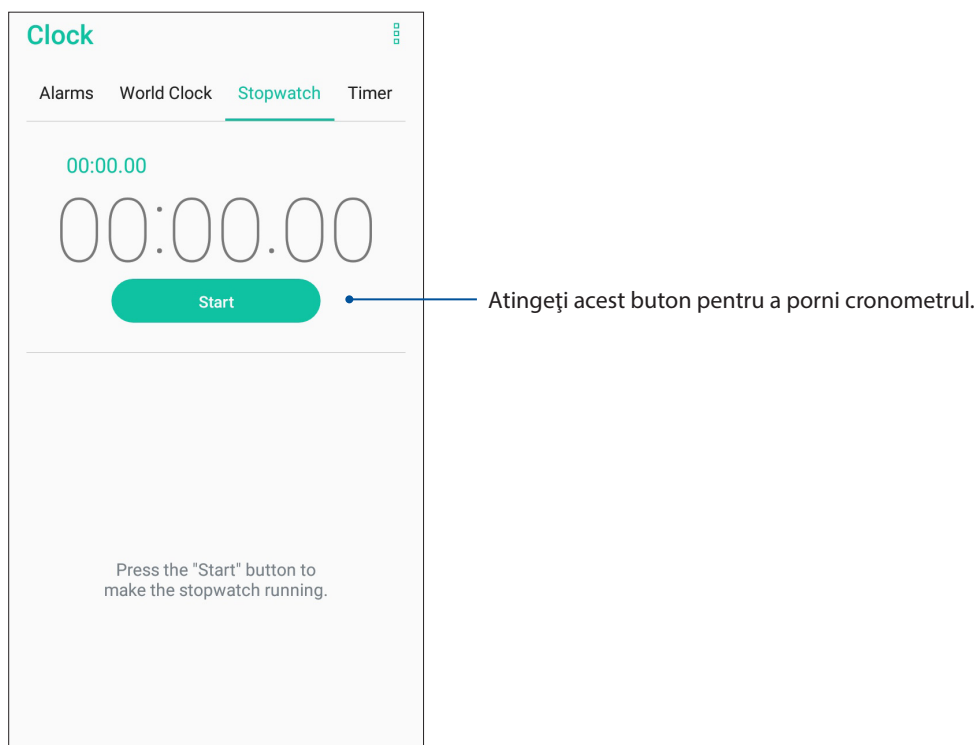 Clock
Alarms World Clock Stopwatch Timer
00:00.00
00:00.00
Start
Atingeţi acest buton pentru a porni cronometrul.
Press the "Start" button to
make the stopwatch running.